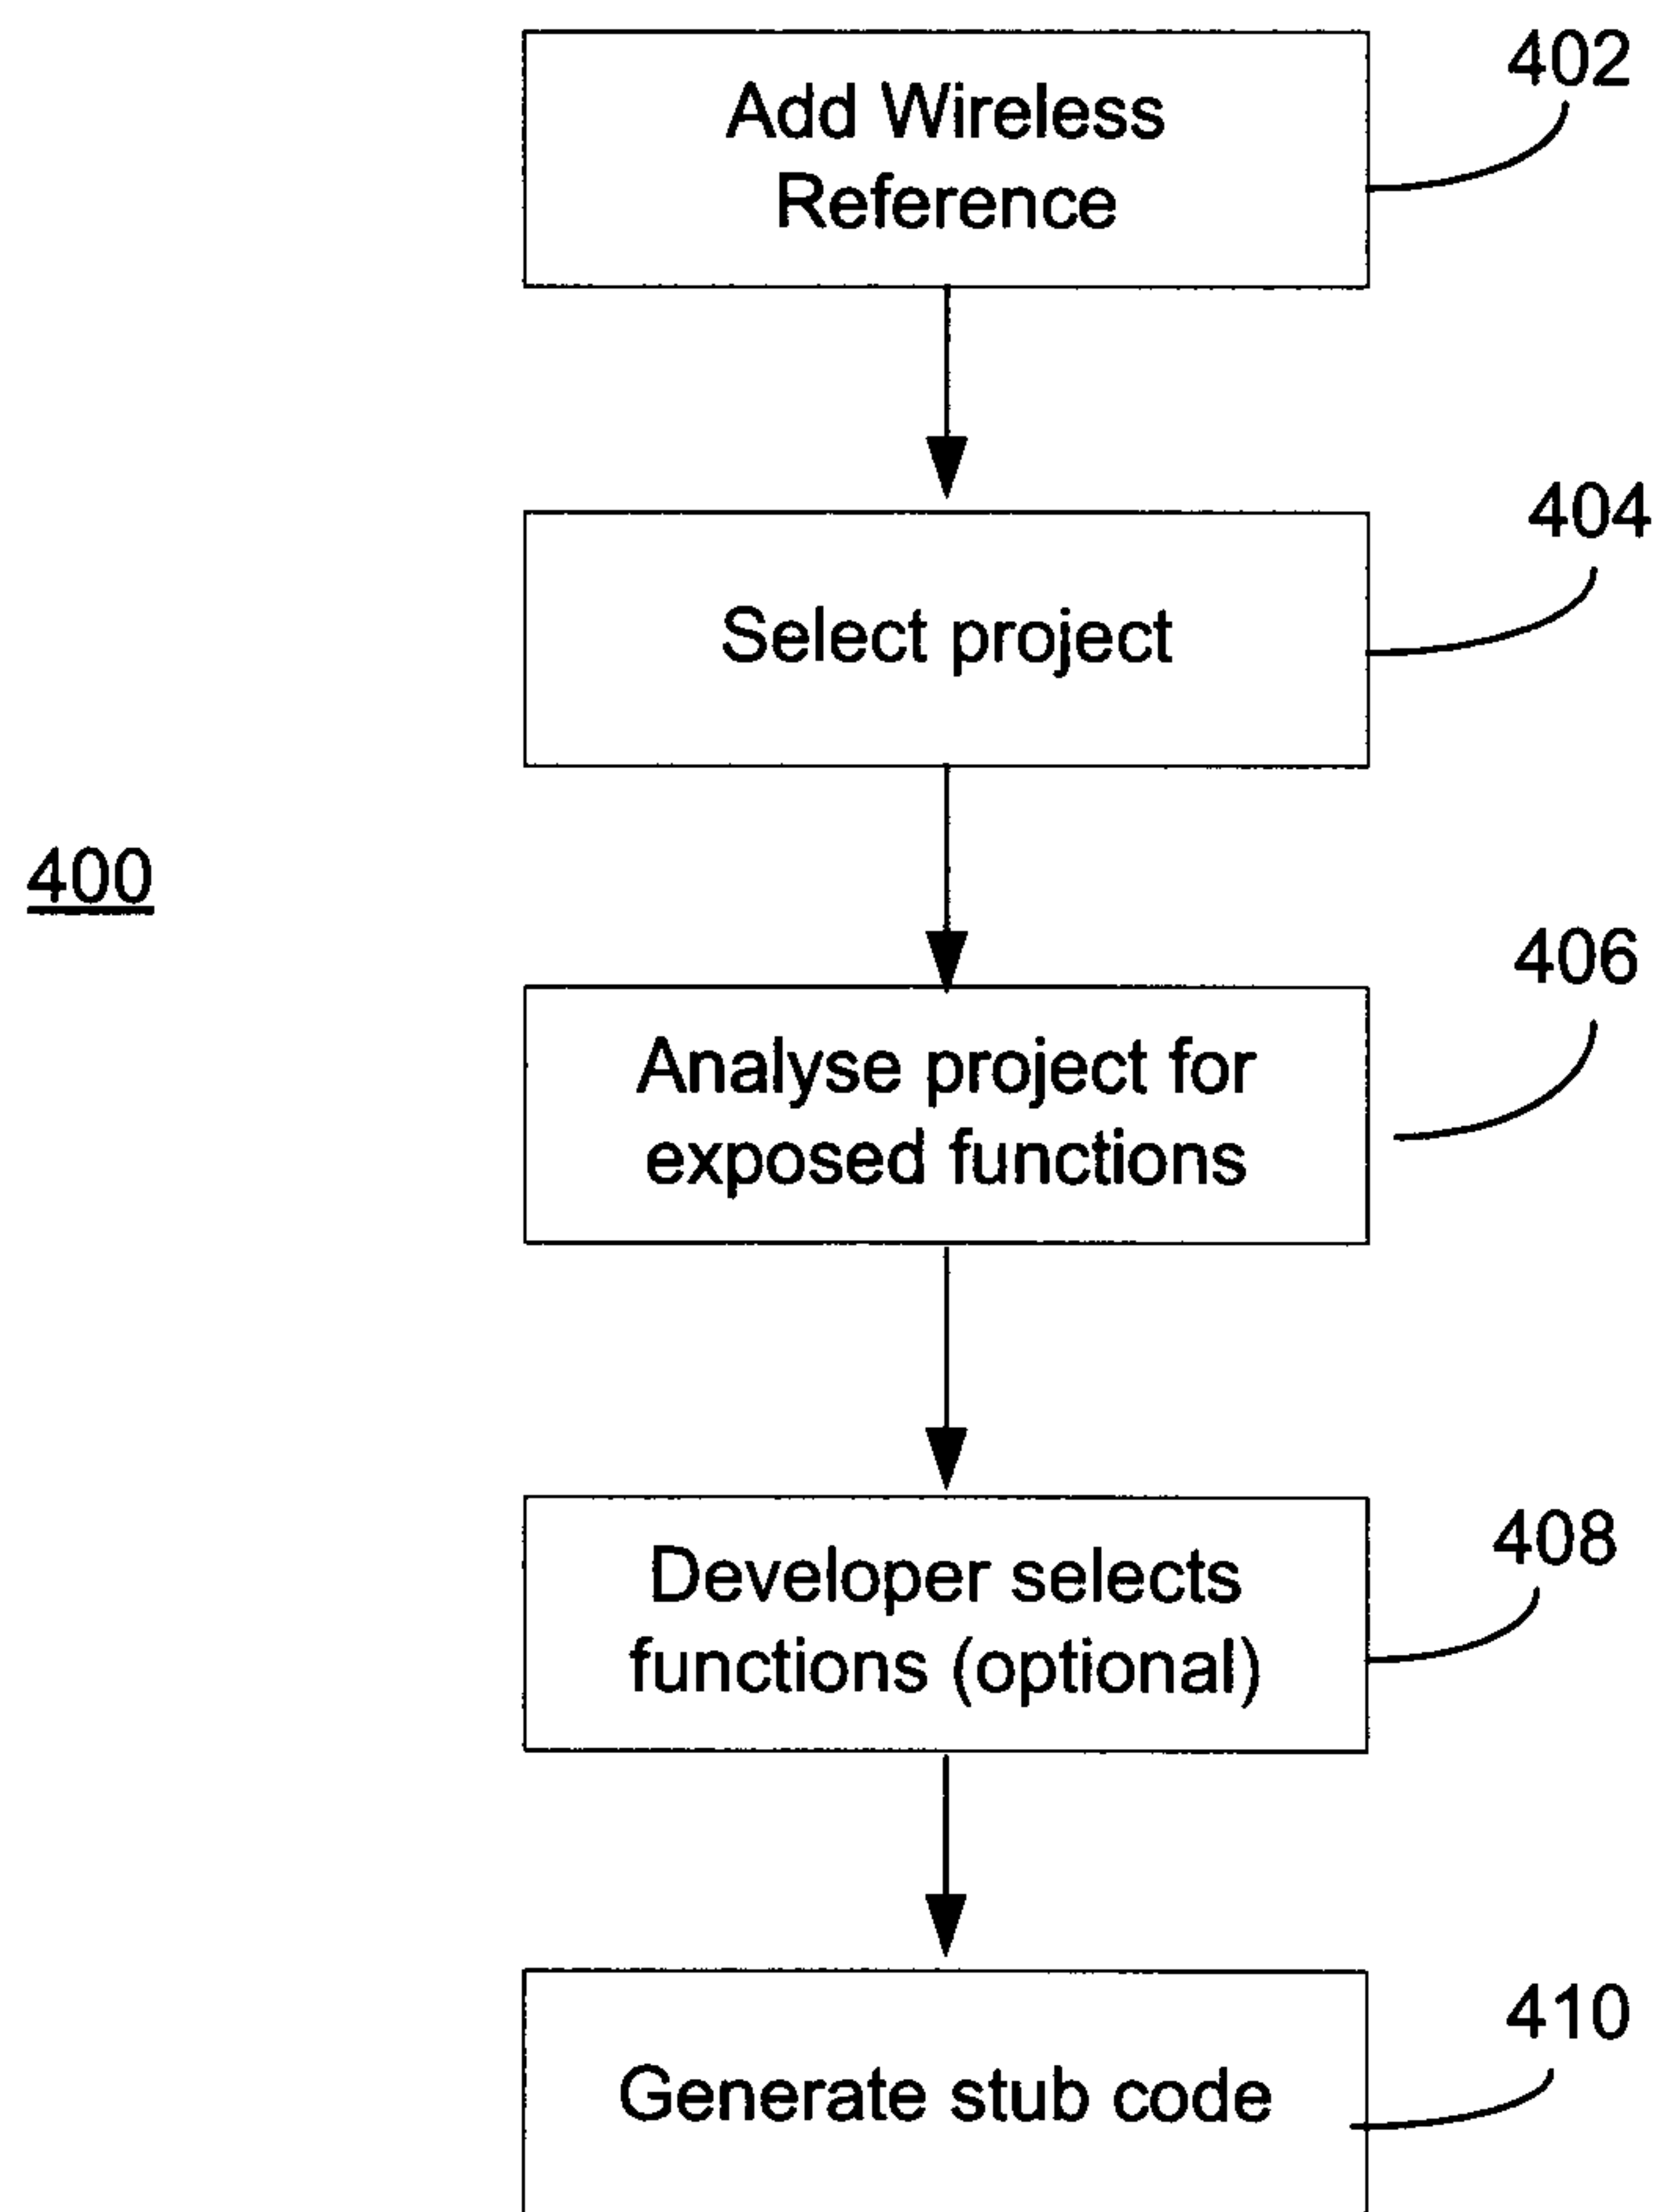 Add Wireless
Reference
402
Select project
404
400
Analyse project for
exposed functions
406
Developer selects
functions (optional)
408
Generate stub code
410